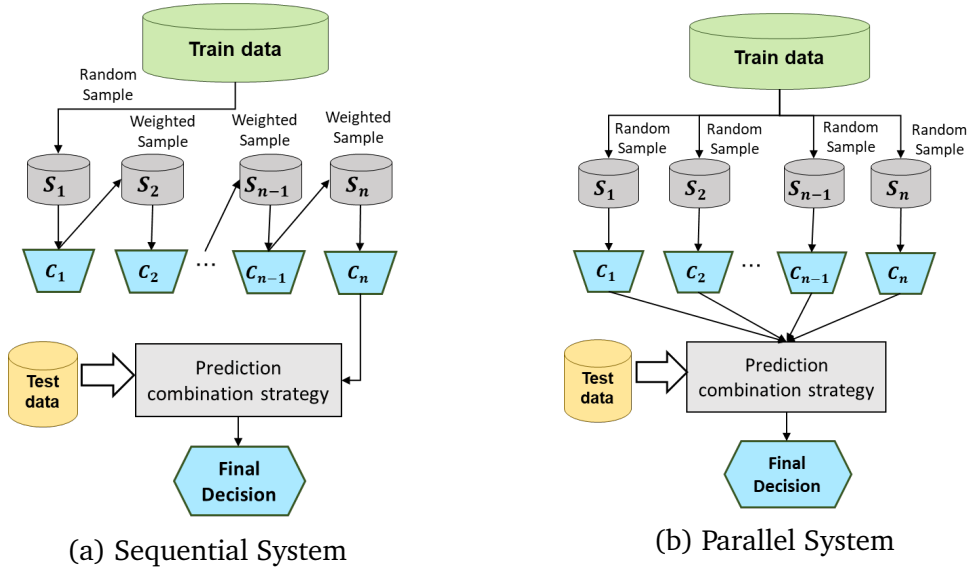 Train data
Random
Sample
Weighted
Sample
Weighted
Sample
Weighted
Sample
S₁
S₂
Sₙ₋₁
Sₙ
C₁
C₂
...
Cₙ₋₁
Cₙ
Test
data
Prediction
combination strategy
Final
Decision
(a) Sequential System
Train data
Random
Sample
Random
Sample
Random
Sample
Random
Sample
S₁
S₂
Sₙ₋₁
Sₙ
C₁
C₂
...
Cₙ₋₁
Cₙ
Test
data
Prediction
combination strategy
Final
Decision
(b) Parallel System